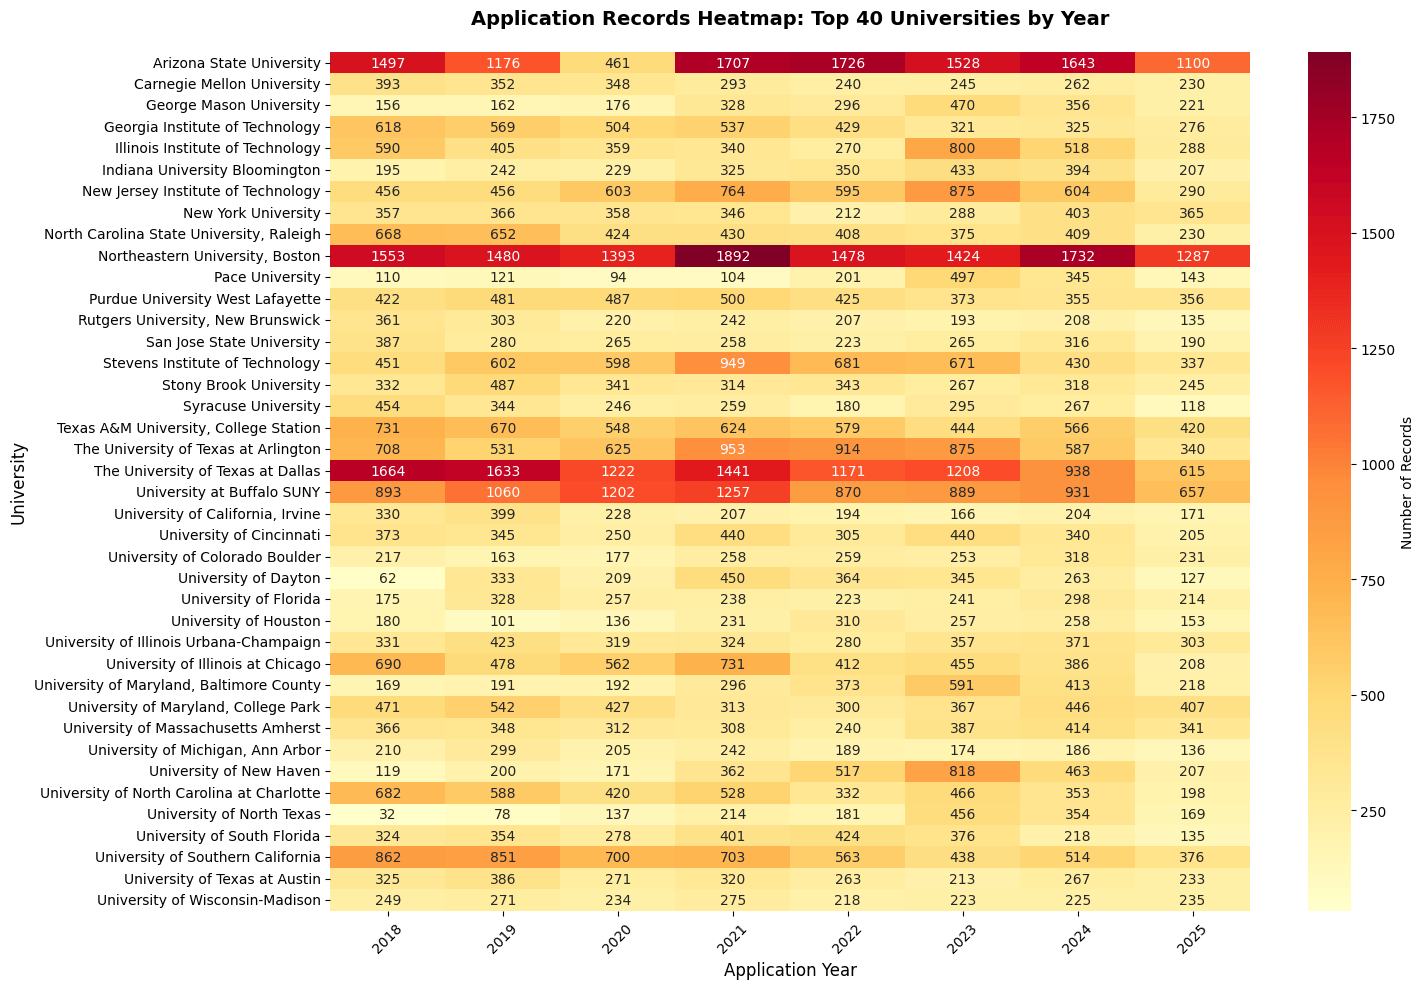 Application Records Heatmap: Top 40 Universities by Year
Arizona State University 1497 1176 461 1707 1726 1528 1643 1100
Carnegie Mellon University 393 352 348 293 240 245 262 230
George Mason University 156 162 176 328 296 470 356 221
Georgia Institute of Technology 618 569 504 537 429 321 325 276
Illinois Institute of Technology 590 405 359 340 270 800 518 288
Indiana University Bloomington 195 242 229 325 350 433 394 207
New Jersey Institute of Technology 456 456 603 764 595 875 604 290
New York University 357 366 358 346 212 288 403 365
North Carolina State University, Raleigh 668 652 424 430 408 375 409 230
Northeastern University, Boston 1553 1480 1393 1892 1478 1424 1732 1287
Pace University 110 121 94 104 201 497 345 143
Purdue University West Lafayette 422 481 487 500 425 373 355 356
Rutgers University, New Brunswick 361 303 220 242 207 193 208 135
San Jose State University 387 280 265 258 223 265 316 190
Stevens Institute of Technology 451 602 598 949 681 671 430 337
Stony Brook University 332 487 341 314 343 267 318 245
Syracuse University 454 344 246 259 180 295 267 118
Texas A&M University, College Station 731 670 548 624 579 444 566 420
The University of Texas at Arlington 708 531 625 953 914 875 587 340
The University of Texas at Dallas 1664 1633 1222 1441 1171 1208 938 615
University at Buffalo SUNY 893 1060 1202 1257 870 889 931 657
University of California, Irvine 330 399 228 207 194 166 204 171
University of Cincinnati 373 345 250 440 305 440 340 205
University of Colorado Boulder 217 163 177 258 259 253 318 231
University of Dayton 62 333 209 450 364 345 263 127
University of Florida 175 328 257 238 223 241 298 214
University of Houston 180 101 136 231 310 257 258 153
University of Illinois Urbana-Champaign 331 423 319 324 280 357 371 303
University of Illinois at Chicago 690 478 562 731 412 455 386 208
University of Maryland, Baltimore County 169 191 192 296 373 591 413 218
University of Maryland, College Park 471 542 427 313 300 367 446 407
University of Massachusetts Amherst 366 348 312 308 240 387 414 341
University of Michigan, Ann Arbor 210 299 205 242 189 174 186 136
University of New Haven 119 200 171 362 517 818 463 207
University of North Carolina at Charlotte 682 588 420 528 332 466 353 198
University of North Texas 32 78 137 214 181 456 354 169
University of South Florida 324 354 278 401 424 376 218 135
University of Southern California 862 851 700 703 563 438 514 376
University of Texas at Austin 325 386 271 320 263 213 267 233
University of Wisconsin-Madison 249 271 234 275 218 223 225 235
2018 2019 2020 2021 2022 2023 2024 2025
Application Year
University
1750
1500
1250
1000
750
500
250
Number of Records